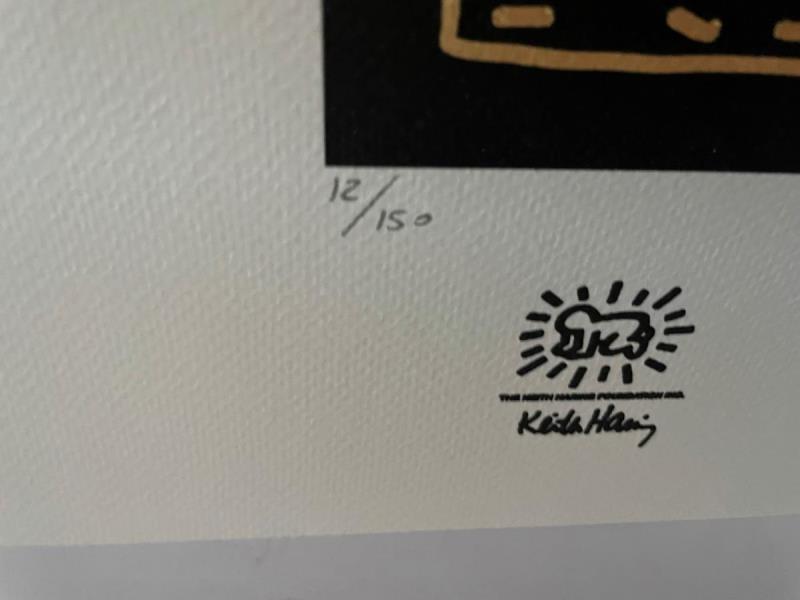 12/150
THE KEITH HARING FOUNDATION INC.
Keith Haring